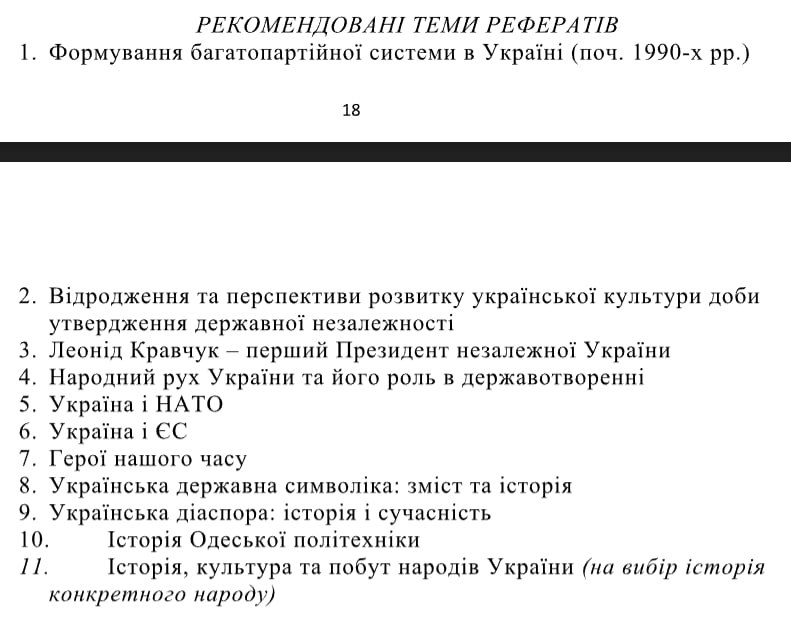 РЕКОМЕНДОВАНІ ТЕМИ РЕФЕРАТІВ
1. Формування багатопартійної системи в Україні (поч. 1990-х рр.)
18
2. Відродження та перспективи розвитку української культури доби
утвердження державної незалежності
3. Леонід Кравчук – перший Президент незалежної України
4. Народний рух України та його роль в державотворенні
5. Україна і НАТО
6. Україна і ЄС
7. Герої нашого часу
8. Українська державна символіка: зміст та історія
9. Українська діаспора: історія і сучасність
10. Історія Одеської політехніки
11. Історія, культура та побут народів України (на вибір історія
конкретного народу)